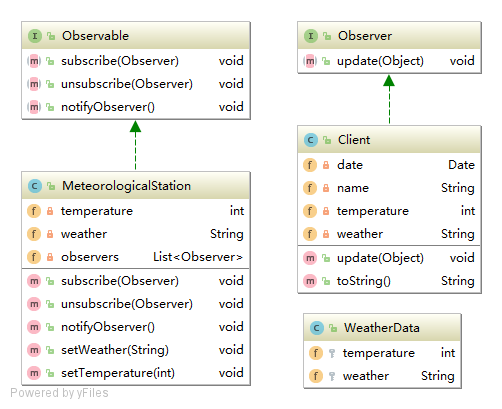 Observable
subscribe(Observer) void
unsubscribe(Observer) void
notifyObserver() void
Observer
update(Object) void
MeteorologicalStation
temperature int
weather String
observers List<Observer>
subscribe(Observer) void
unsubscribe(Observer) void
notifyObserver() void
setWeather(String) void
setTemperature(int) void
Client
date Date
name String
temperature int
weather String
update(Object) void
toString() String
WeatherData
temperature int
weather String
Powered by yFiles